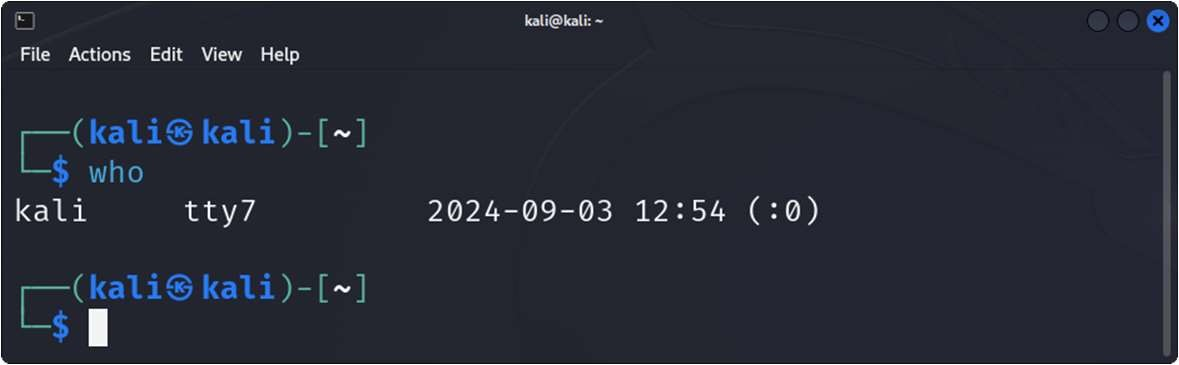 kali@kali: ~
File Actions Edit View Help
┌──(kali㉿kali)-[~]
└─$ who
kali     tty7         2024-09-03 12:54 (:0)
┌──(kali㉿kali)-[~]
└─$